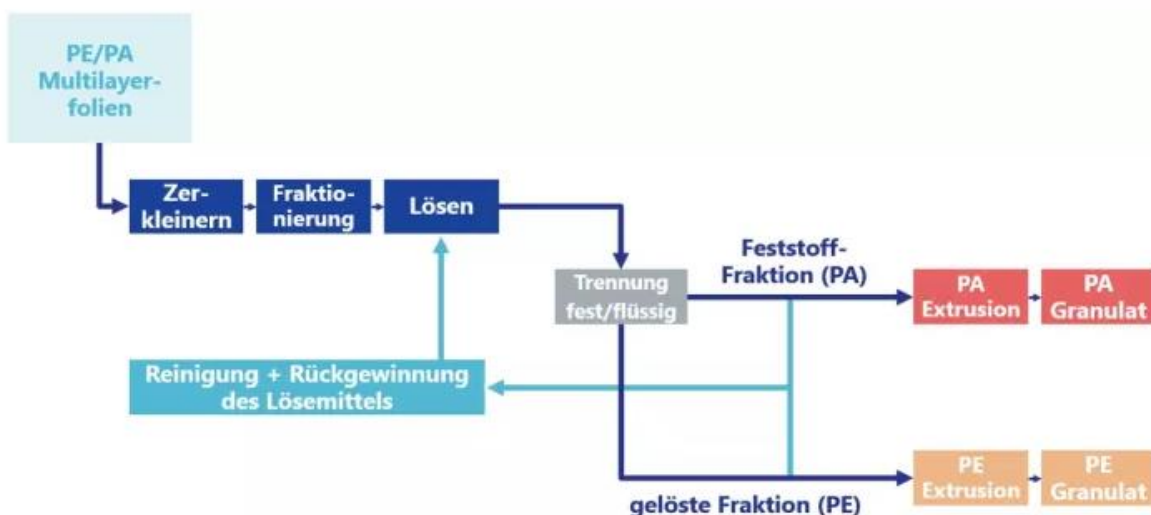 PE/PA
Multilayer-
folien
Zer-
kleinern
Fraktio-
nierung
Lösen
Trennung
fest/flüssig
Feststoff-
Fraktion (PA)
PA
Extrusion
PA
Granulat
Reinigung + Rückgewinnung
des Lösemittels
gelöste Fraktion (PE)
PE
Extrusion
PE
Granulat